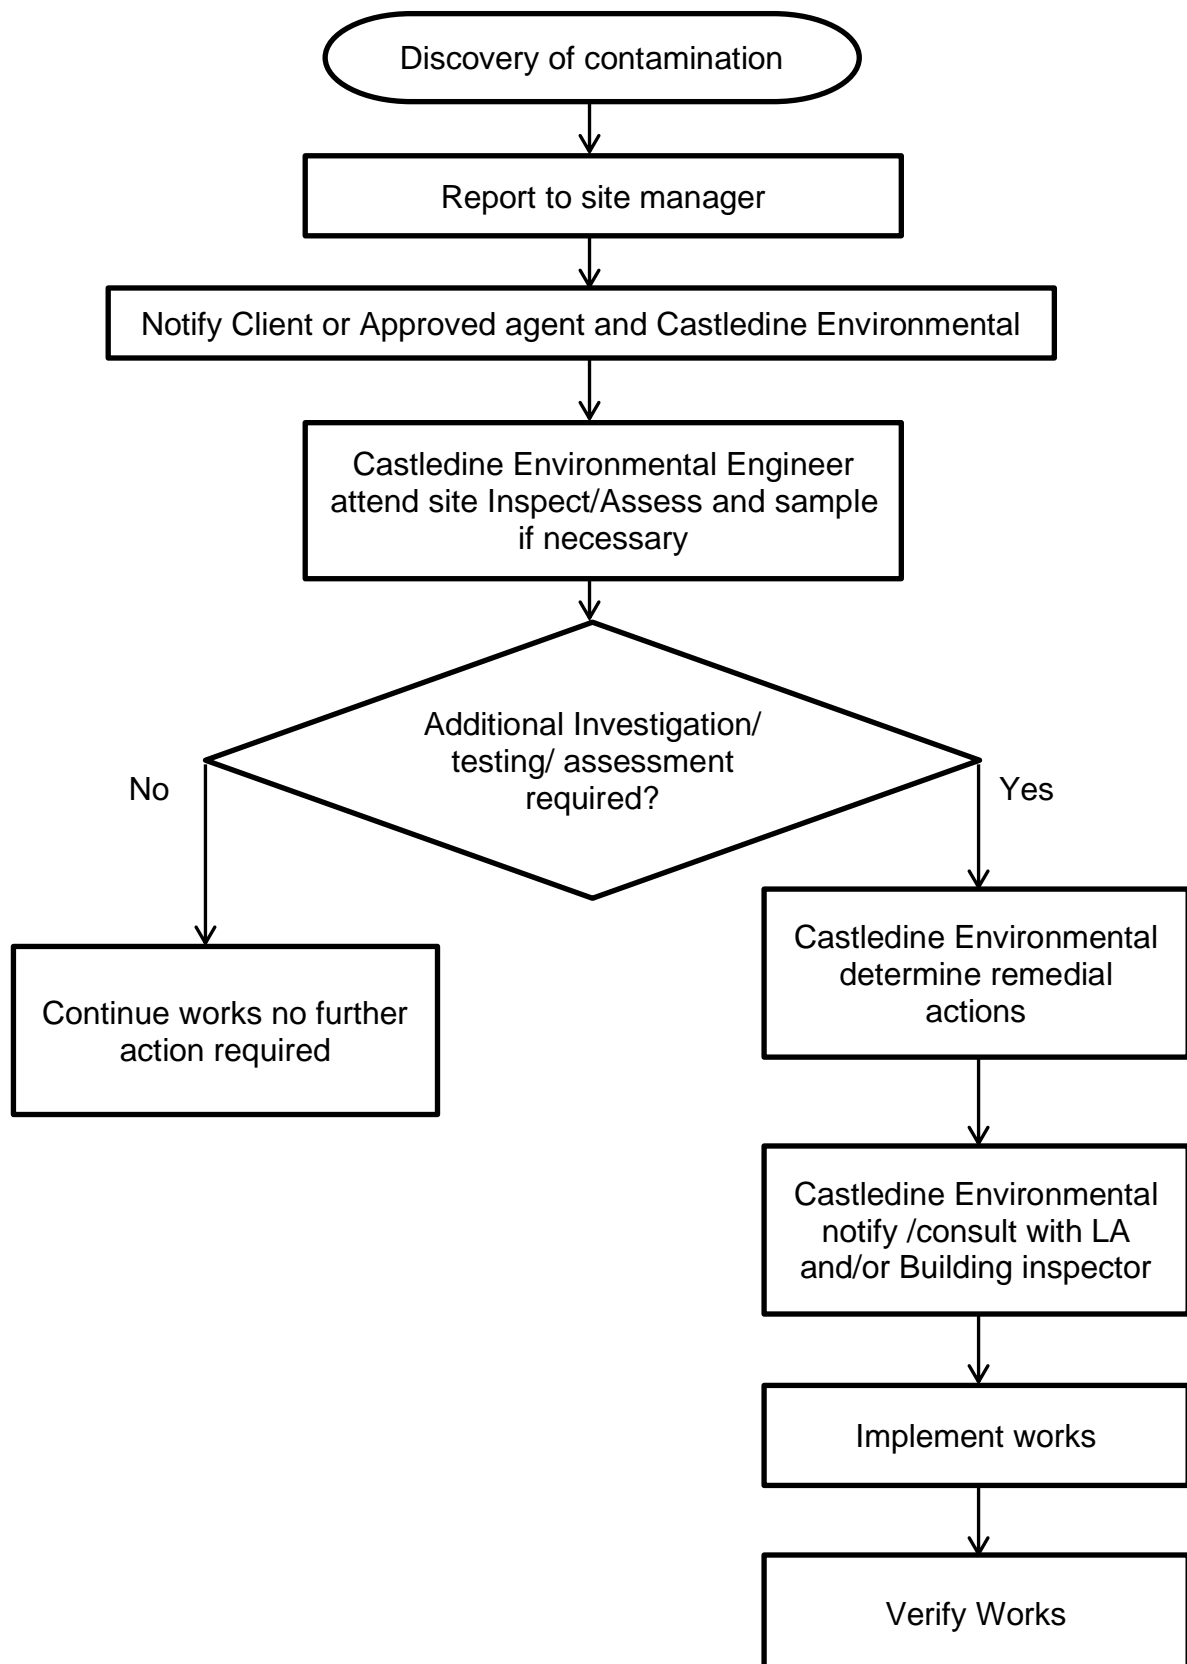 Discovery of contamination
Report to site manager
Notify Client or Approved agent and Castledine Environmental
Castledine Environmental Engineer
attend site Inspect/Assess and sample
if necessary
Additional Investigation/
testing/ assessment
required?
No
Yes
Continue works no further
action required
Castledine Environmental
determine remedial
actions
Castledine Environmental
notify /consult with LA
and/or Building inspector
Implement works
Verify Works